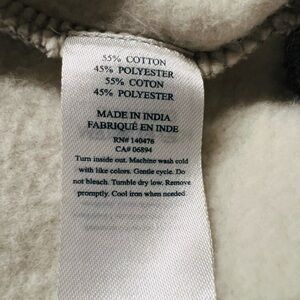 55% COTTON
45% POLYESTER
55% COTON
45% POLYESTER
MADE IN INDIA
FABRIQUÉ EN INDE
RN# 140476
CA# 06894
Turn inside out. Machine wash cold
with like colors. Gentle cycle. Do
not bleach. Tumble dry low. Remove
promptly. Cool iron when needed.